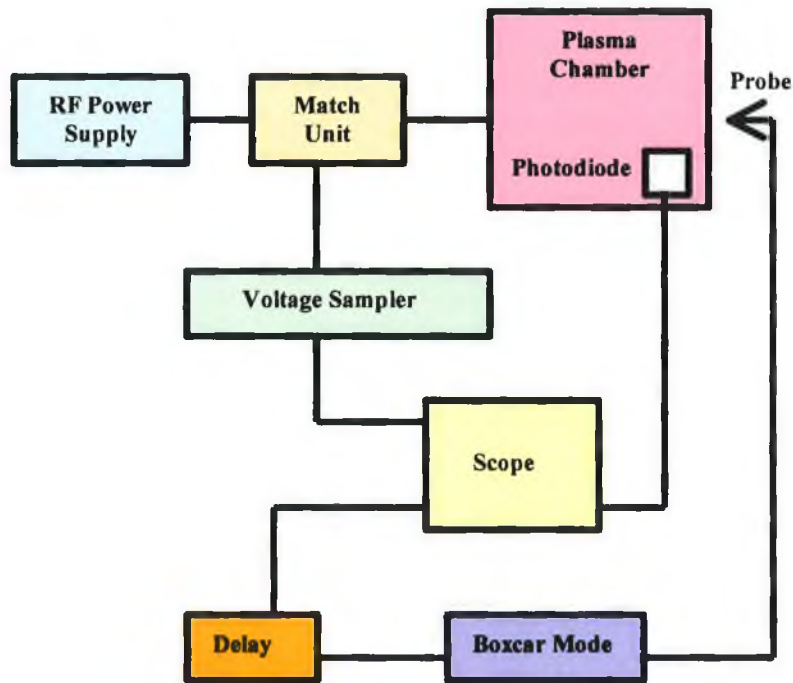 Plasma
Chamber
Probe
RF Power
Supply
Match
Unit
Photodiode
Voltage Sampler
Scope
Delay
Boxcar Mode